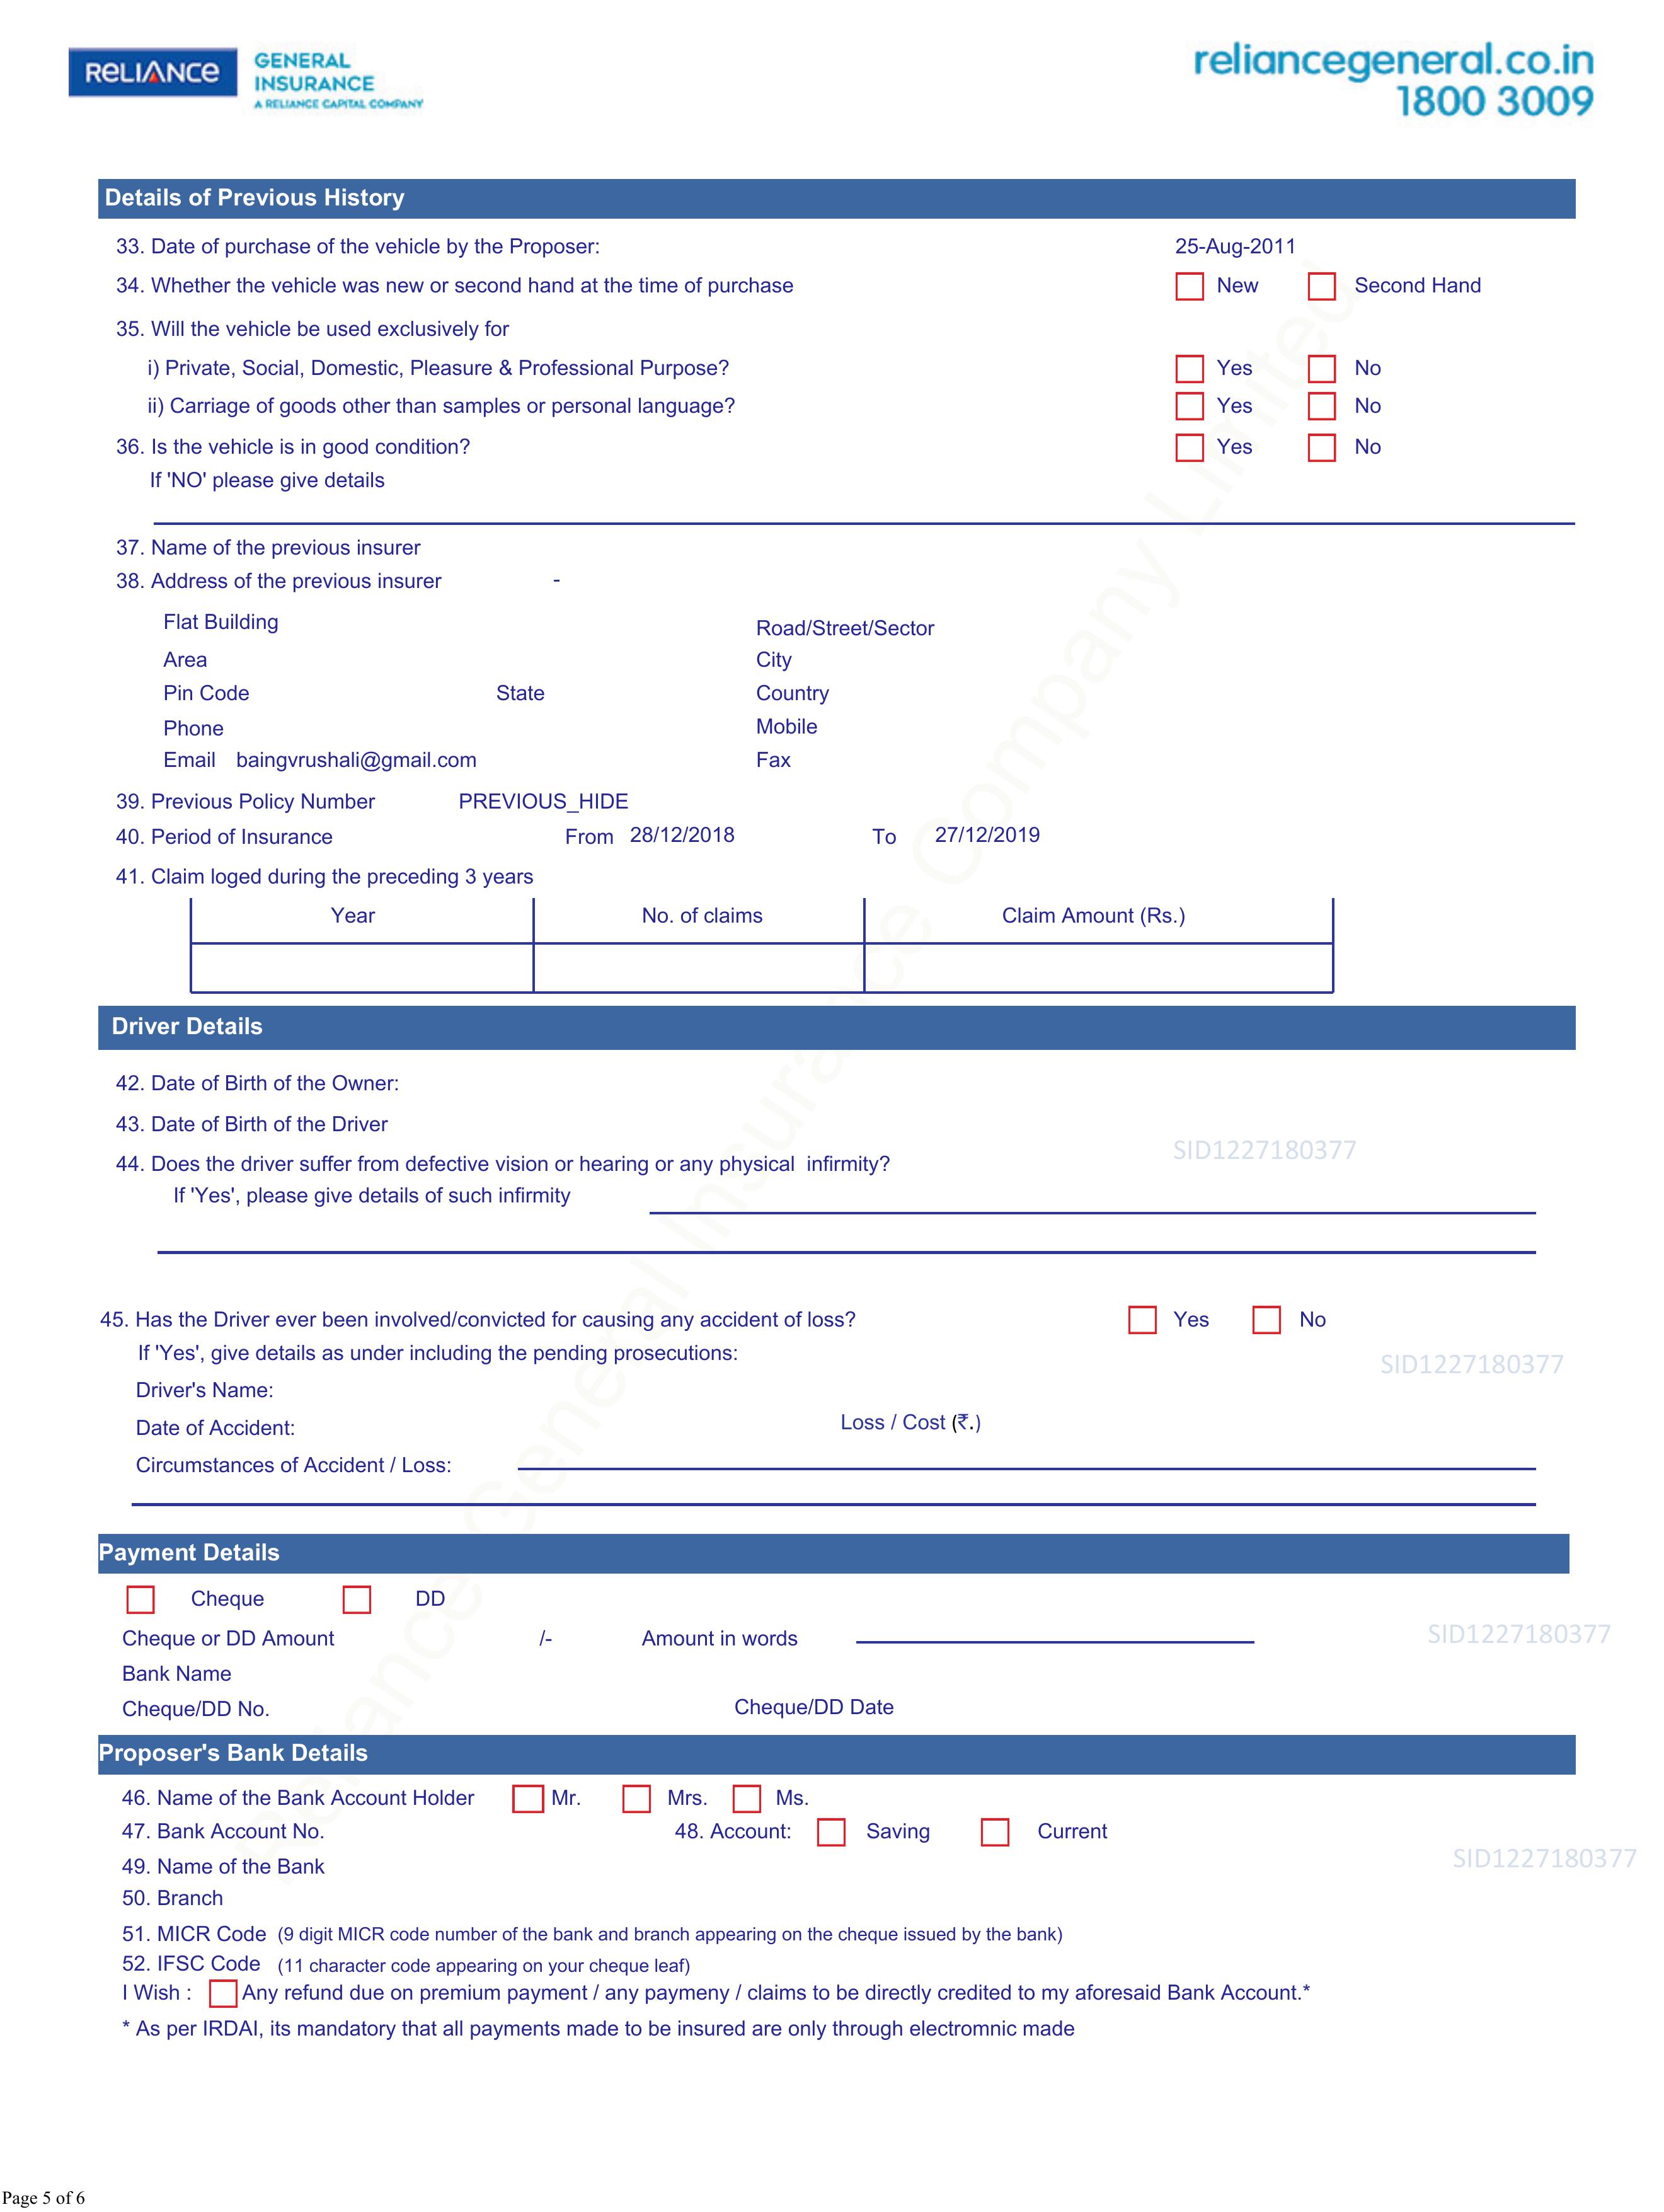 RELIANCE GENERAL INSURANCE A RELIANCE CAPITAL COMPANY
reliancegeneral.co.in
1800 3009
Details of Previous History
33. Date of purchase of the vehicle by the Proposer: 25-Aug-2011
34. Whether the vehicle was new or second hand at the time of purchase New Second Hand
35. Will the vehicle be used exclusively for
i) Private, Social, Domestic, Pleasure & Professional Purpose? Yes No
ii) Carriage of goods other than samples or personal language? Yes No
36. Is the vehicle is in good condition? Yes No
If 'NO' please give details
37. Name of the previous insurer
38. Address of the previous insurer -
Flat Building Road/Street/Sector
Area City
Pin Code State Country
Phone Mobile
Email baingvrushali@gmail.com Fax
39. Previous Policy Number PREVIOUS_HIDE
40. Period of Insurance From 28/12/2018 To 27/12/2019
41. Claim loged during the preceding 3 years
Year No. of claims Claim Amount (Rs.)
Driver Details
42. Date of Birth of the Owner:
43. Date of Birth of the Driver
SID1227180377
44. Does the driver suffer from defective vision or hearing or any physical infirmity?
If 'Yes', please give details of such infirmity
45. Has the Driver ever been involved/convicted for causing any accident of loss? Yes No
If 'Yes', give details as under including the pending prosecutions:
SID1227180377
Driver's Name:
Date of Accident: Loss / Cost (₹.)
Circumstances of Accident / Loss:
Payment Details
Cheque DD
Cheque or DD Amount /- Amount in words SID1227180377
Bank Name
Cheque/DD No. Cheque/DD Date
Proposer's Bank Details
46. Name of the Bank Account Holder Mr. Mrs. Ms.
47. Bank Account No. 48. Account: Saving Current
49. Name of the Bank SID1227180377
50. Branch
51. MICR Code (9 digit MICR code number of the bank and branch appearing on the cheque issued by the bank)
52. IFSC Code (11 character code appearing on your cheque leaf)
I Wish : Any refund due on premium payment / any paymeny / claims to be directly credited to my aforesaid Bank Account.*
* As per IRDAI, its mandatory that all payments made to be insured are only through electromnic made
Reliance General Insurance Company Limited
Page 5 of 6